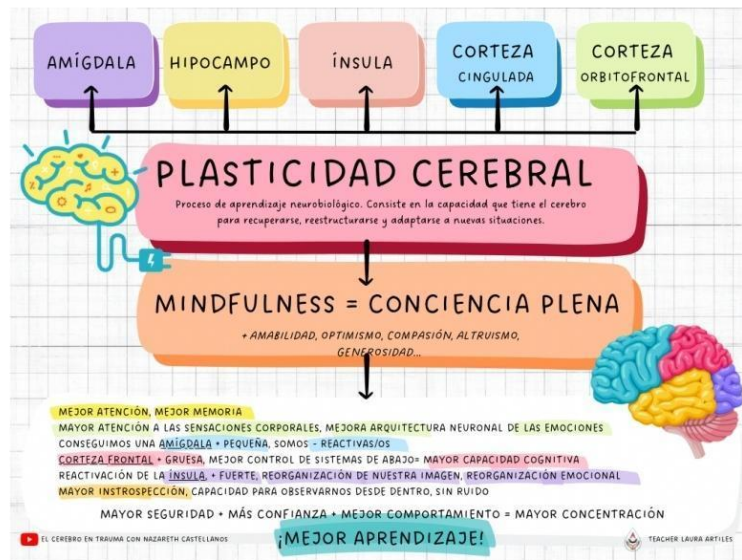 AMÍGDALA
HIPOCAMPO
ÍNSULA
CORTEZA
CINGULADA
CORTEZA
ORBITOFRONTAL
PLASTICIDAD CEREBRAL
Proceso de aprendizaje neurobiológico. Consiste en la capacidad que tiene el cerebro
para recuperarse, reestructurarse y adaptarse a nuevas situaciones.
MINDFULNESS = CONCIENCIA PLENA
+ AMABILIDAD, OPTIMISMO, COMPASIÓN, ALTRUISMO,
GENEROSIDAD...
MEJOR ATENCIÓN, MEJOR MEMORIA
MAYOR ATENCIÓN A LAS SENSACIONES CORPORALES, MEJORA ARQUITECTURA NEURONAL DE LAS EMOCIONES
CONSEGUIMOS UNA AMÍGDALA + PEQUEÑA, SOMOS - REACTIVAS/OS
CORTEZA FRONTAL + GRUESA, MEJOR CONTROL DE SISTEMAS DE ABAJO= MAYOR CAPACIDAD COGNITIVA
REACTIVACIÓN DE LA ÍNSULA, + FUERTE, REORGANIZACIÓN DE NUESTRA IMAGEN, REORGANIZACIÓN EMOCIONAL
MAYOR INSTROSPECCIÓN, CAPACIDAD PARA OBSERVARNOS DESDE DENTRO, SIN RUIDO
MAYOR SEGURIDAD + MÁS CONFIANZA + MEJOR COMPORTAMIENTO = MAYOR CONCENTRACIÓN
¡MEJOR APRENDIZAJE!
EL CEREBRO EN TRAUMA CON NAZARETH CASTELLANOS
TEACHER LAURA ARTILES